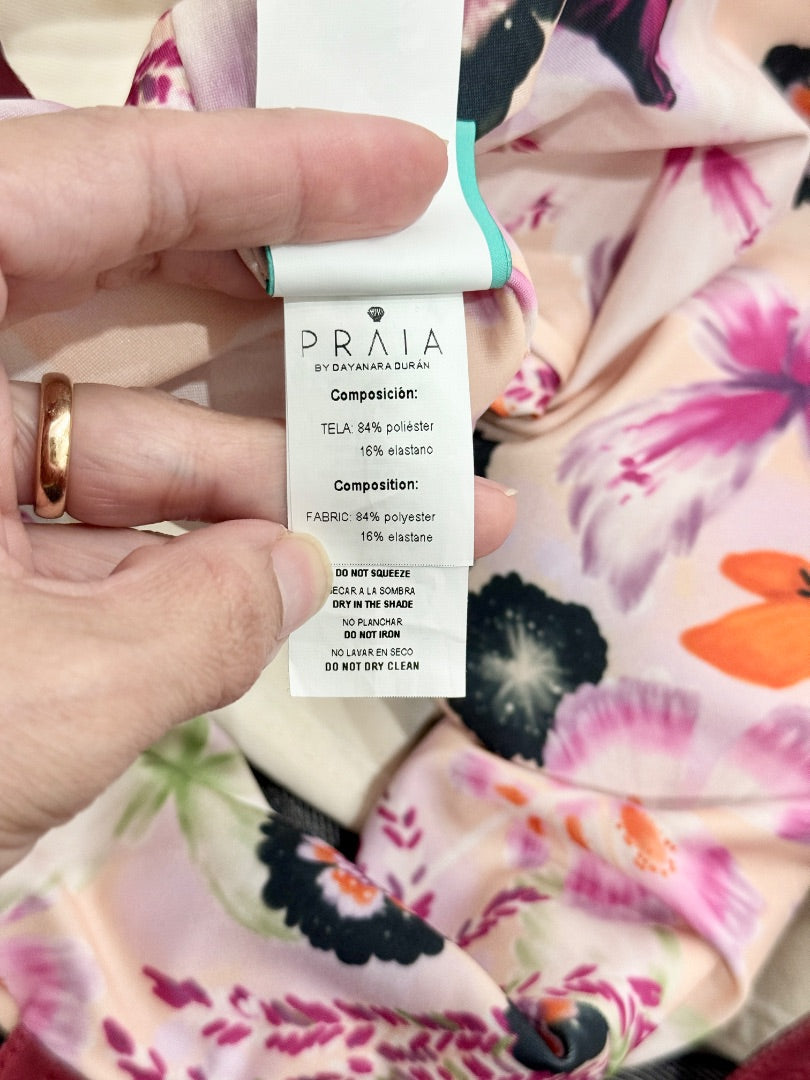 PRAIA
BY DAYANARA DURÁN
Composición:
TELA: 84% poliéster
16% elastano
Composition:
FABRIC: 84% polyester
16% elastane
DO NOT SQUEEZE
A LA SOMBRA
DRY IN THE SHADE
NO PLANCHAR
DO NOT IRON
NO LAVAR EN SECO
DO NOT DRY CLEAN